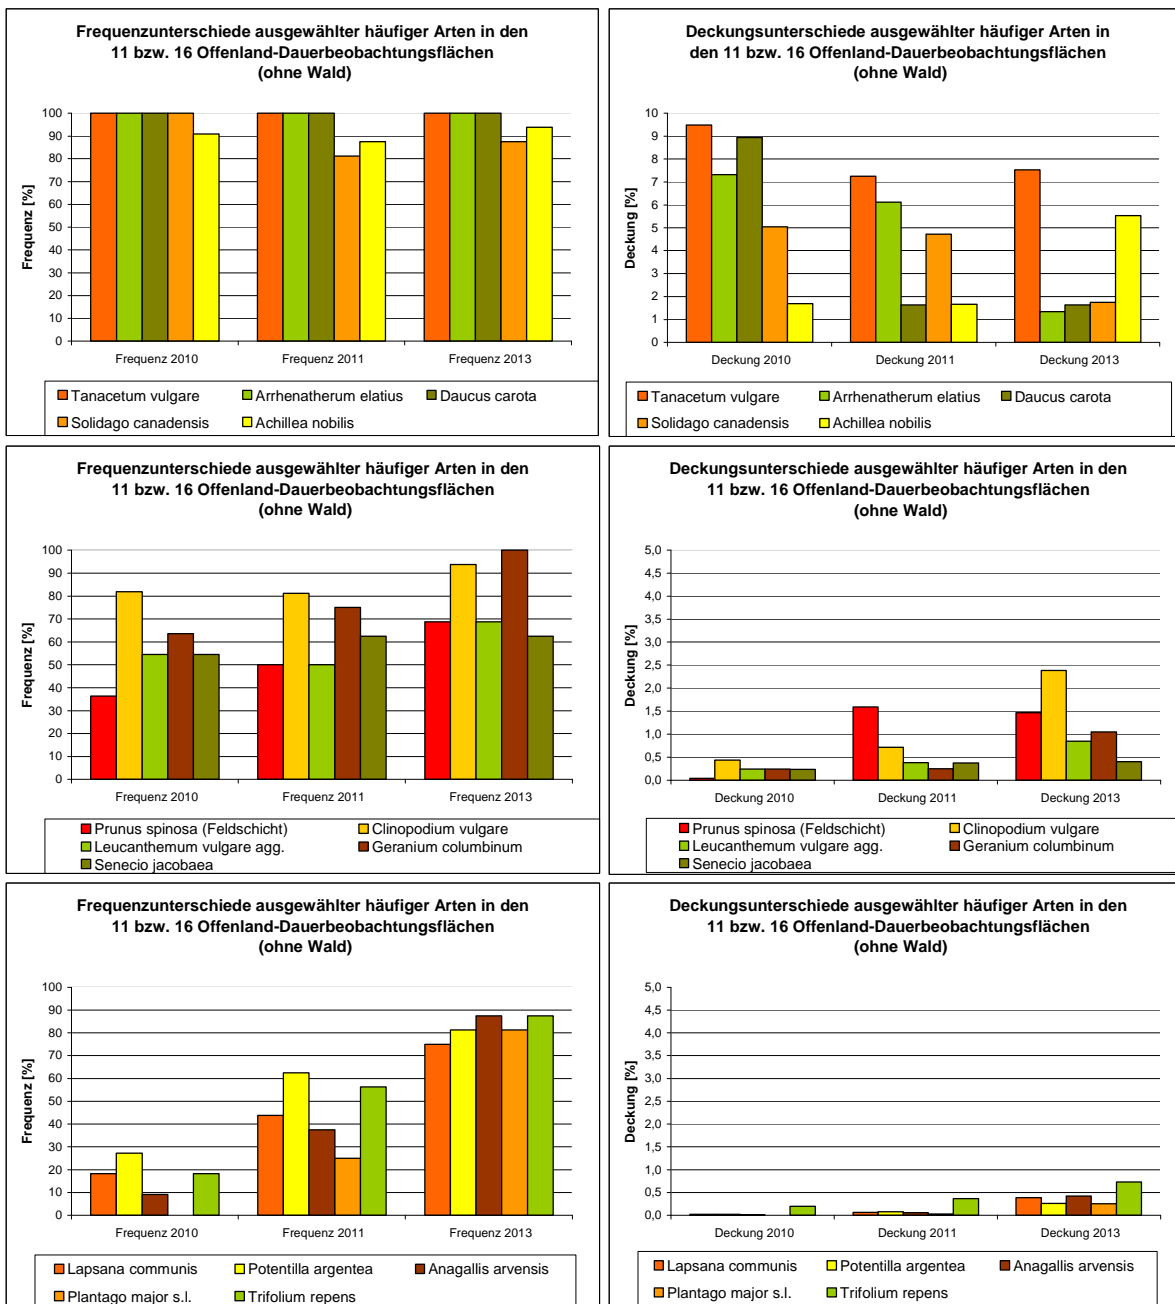 Frequenzunterschiede ausgewählter häufiger Arten in den
11 bzw. 16 Offenland-Dauerbeobachtungsflächen
(ohne Wald)
100
90
80
70
60
50
40
30
20
10
0
Frequenz [%]
Frequenz 2010 Frequenz 2011 Frequenz 2013
Tanacetum vulgare Arrhenatherum elatius Daucus carota
Solidago canadensis Achillea nobilis
Deckungsunterschiede ausgewählter häufiger Arten in
den 11 bzw. 16 Offenland-Dauerbeobachtungsflächen
(ohne Wald)
10
9
8
7
6
5
4
3
2
1
0
Deckung [%]
Deckung 2010 Deckung 2011 Deckung 2013
Tanacetum vulgare Arrhenatherum elatius Daucus carota
Solidago canadensis Achillea nobilis
Frequenzunterschiede ausgewählter häufiger Arten in den
11 bzw. 16 Offenland-Dauerbeobachtungsflächen
(ohne Wald)
100
90
80
70
60
50
40
30
20
10
0
Frequenz [%]
Frequenz 2010 Frequenz 2011 Frequenz 2013
Prunus spinosa (Feldschicht) Clinopodium vulgare
Leucanthemum vulgare agg. Geranium columbinum
Senecio jacobaea
Deckungsunterschiede ausgewählter häufiger Arten in den
11 bzw. 16 Offenland-Dauerbeobachtungsflächen
(ohne Wald)
5,0
4,5
4,0
3,5
3,0
2,5
2,0
1,5
1,0
0,5
0,0
Deckung [%]
Deckung 2010 Deckung 2011 Deckung 2013
Prunus spinosa (Feldschicht) Clinopodium vulgare
Leucanthemum vulgare agg. Geranium columbinum
Senecio jacobaea
Frequenzunterschiede ausgewählter häufiger Arten in den
11 bzw. 16 Offenland-Dauerbeobachtungsflächen
(ohne Wald)
100
90
80
70
60
50
40
30
20
10
0
Frequenz [%]
Frequenz 2010 Frequenz 2011 Frequenz 2013
Lapsana communis Potentilla argentea Anagallis arvensis
Plantago major s.l. Trifolium repens
Deckungsunterschiede ausgewählter häufiger Arten in den
11 bzw. 16 Offenland-Dauerbeobachtungsflächen
(ohne Wald)
5,0
4,5
4,0
3,5
3,0
2,5
2,0
1,5
1,0
0,5
0,0
Deckung [%]
Deckung 2010 Deckung 2011 Deckung 2013
Lapsana communis Potentilla argentea Anagallis arvensis
Plantago major s.l. Trifolium repens